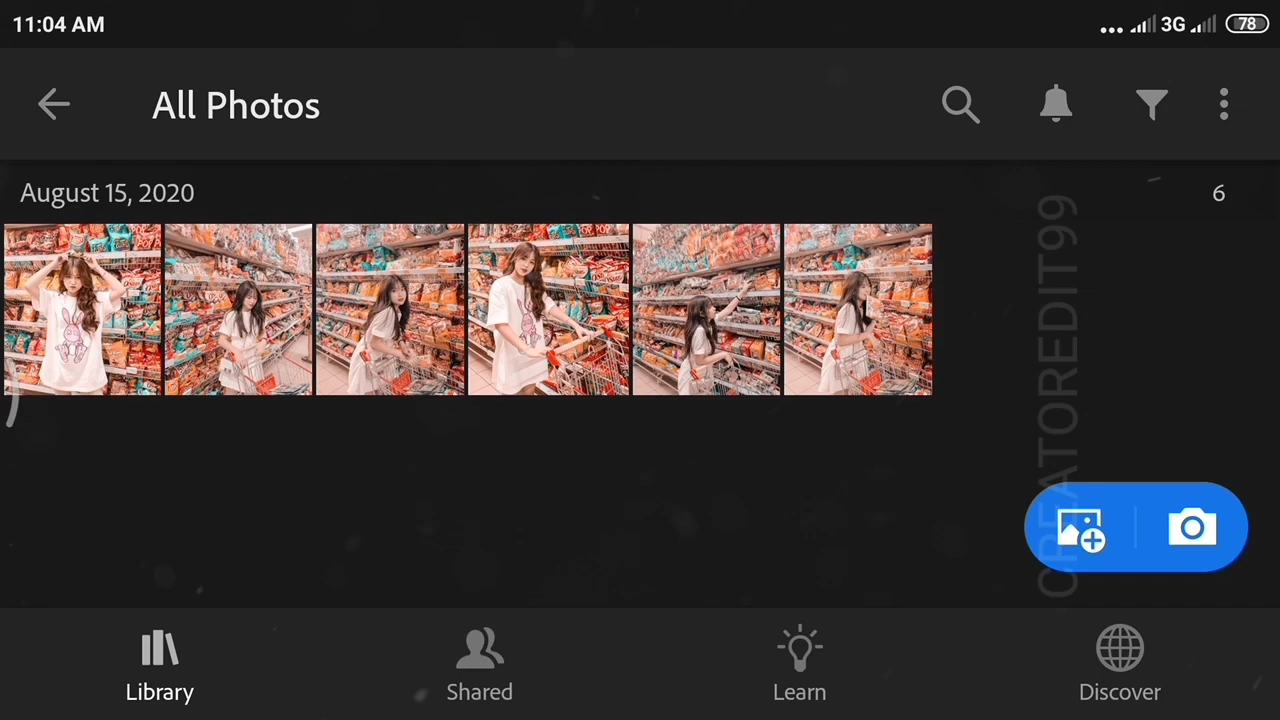 11:04 AM
3G
78
All Photos
August 15, 2020
6
CREATOREDIT99
Library
Shared
Learn
Discover